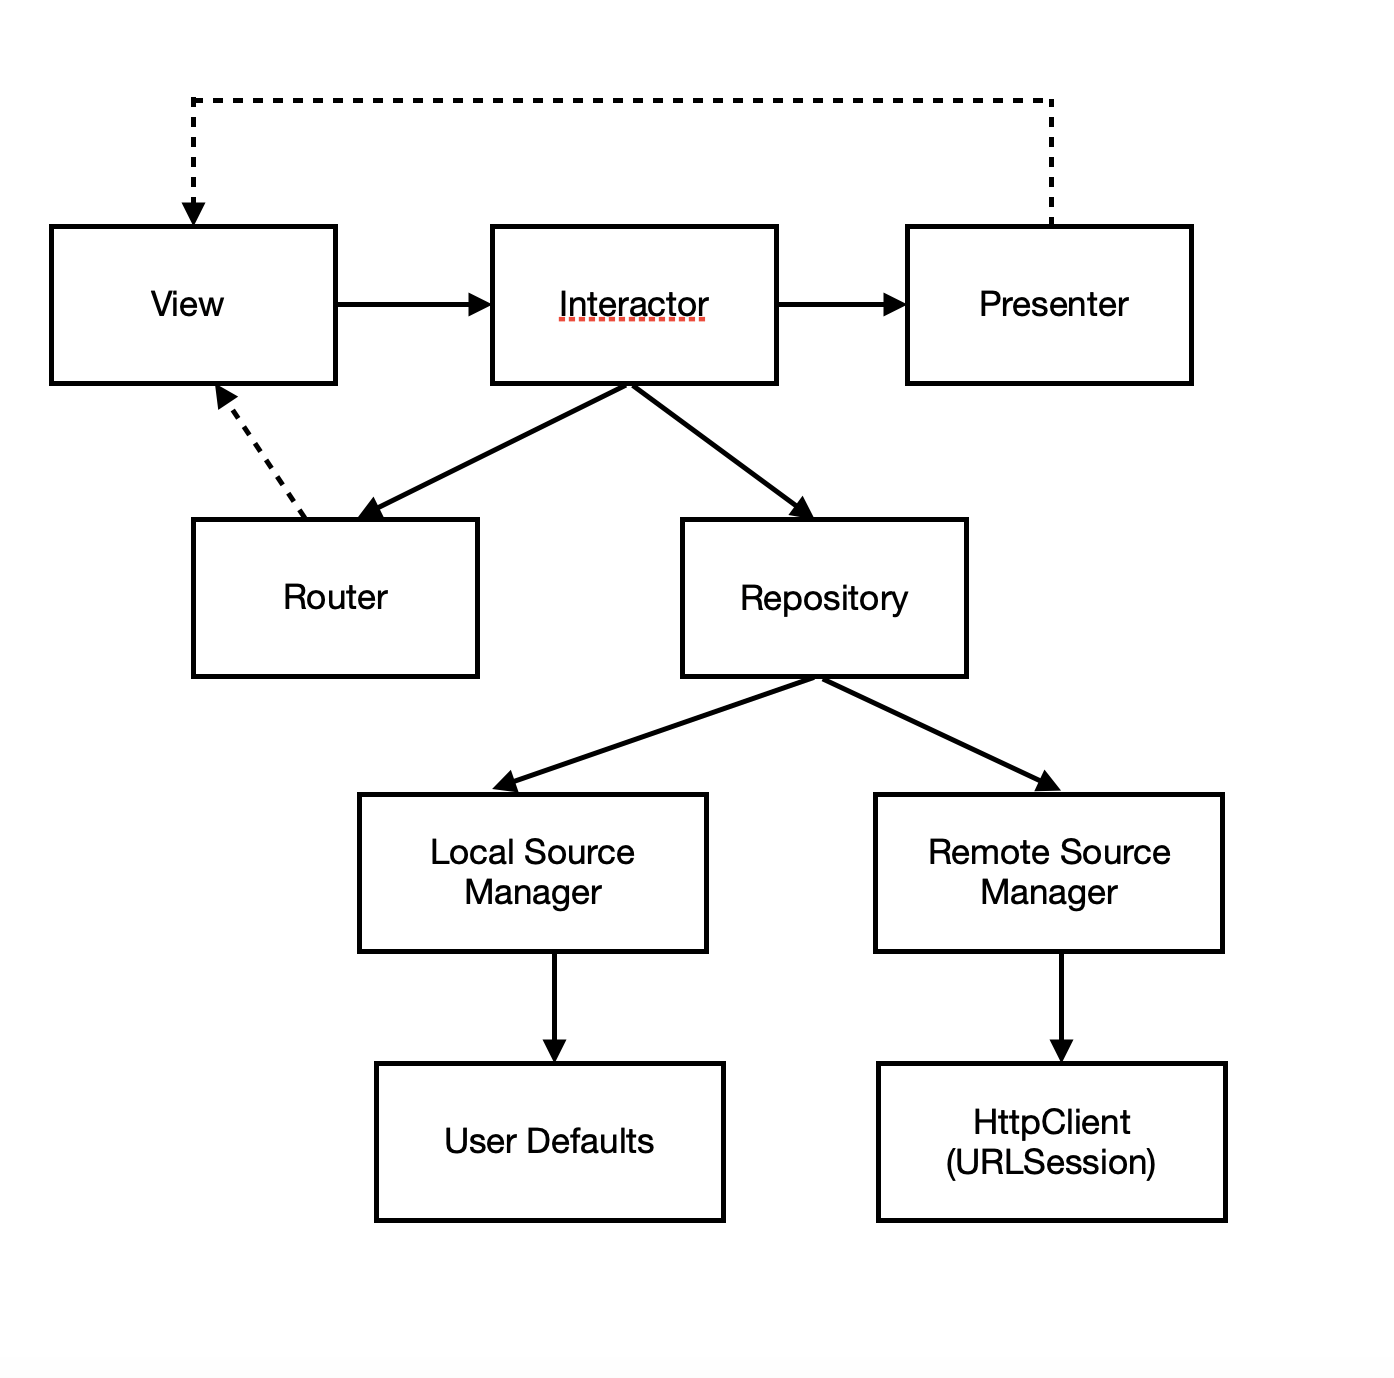 View
Interactor
Presenter
Router
Repository
Local Source
Manager
Remote Source
Manager
User Defaults
HttpClient
(URLSession)